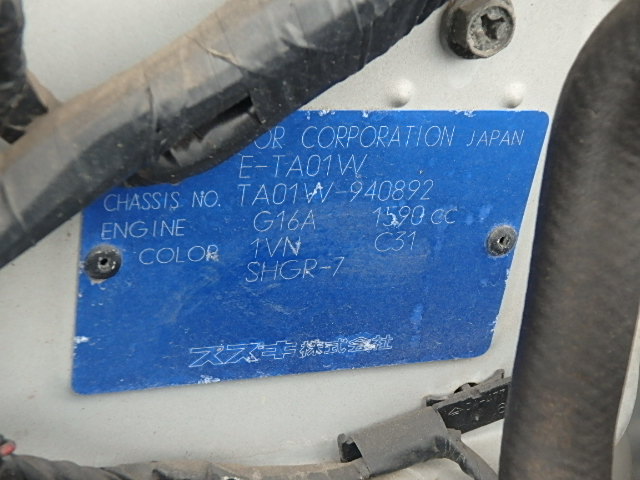 OR CORPORATION JAPAN
E-TA01W
CHASSIS NO. TA01W-940892
ENGINE G16A 1590 CC
COLOR 1VN C31
SHGR-7
スズキ株式会社